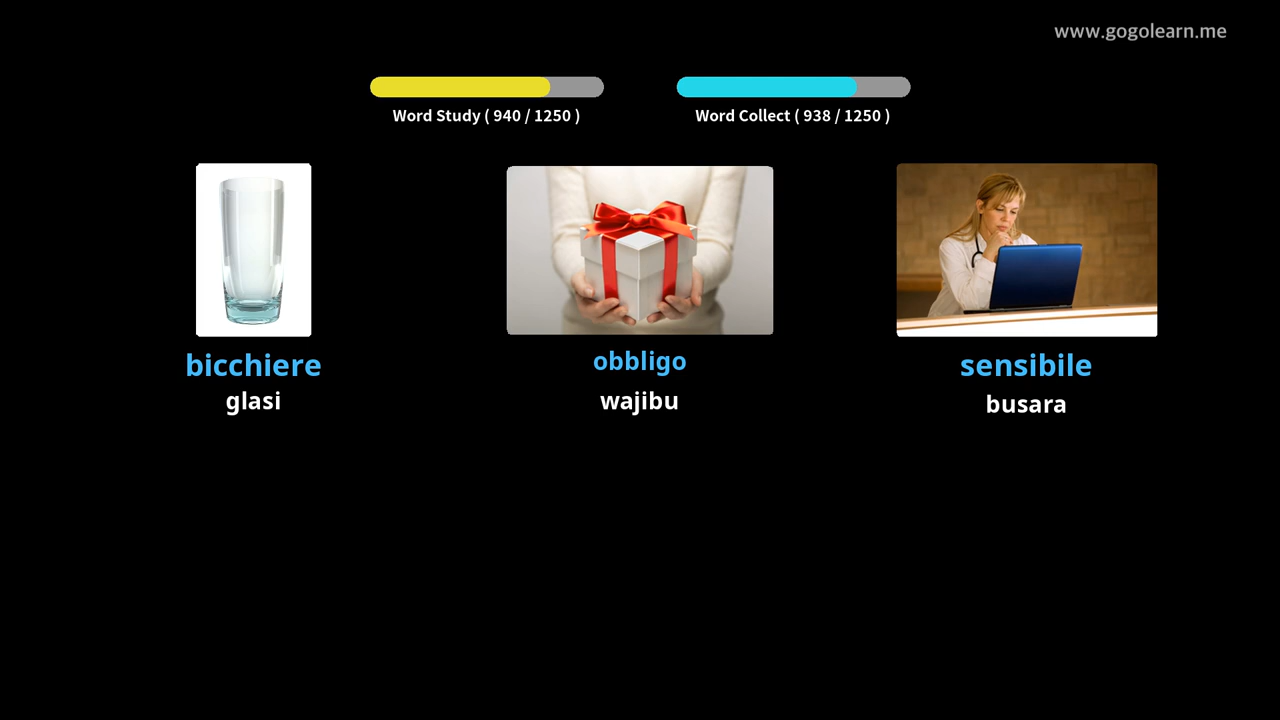 www.gogolearn.me
Word Study ( 940 / 1250 )
Word Collect ( 938 / 1250 )
bicchiere
obbligo
sensibile
glasi
wajibu
busara